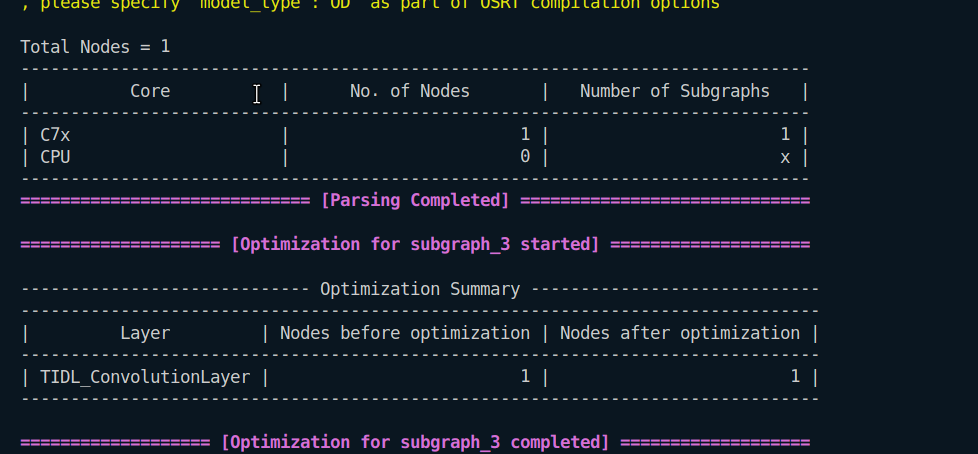 , please specify "model_type : OD" as part of OSRT compilation options
Total Nodes = 1
-------------------------------------------------------------------------------
|          Core           |      No. of Nodes       |   Number of Subgraphs   |
-------------------------------------------------------------------------------
| C7x                     |                       1 |                       1 |
| CPU                     |                       0 |                       x |
-------------------------------------------------------------------------------
============================= [Parsing Completed] =============================
==================== [Optimization for subgraph_3 started] ====================
----------------------------- Optimization Summary -----------------------------
--------------------------------------------------------------------------------
|         Layer         | Nodes before optimization | Nodes after optimization |
--------------------------------------------------------------------------------
| TIDL_ConvolutionLayer |                         1 |                        1 |
--------------------------------------------------------------------------------
=================== [Optimization for subgraph_3 completed] ===================